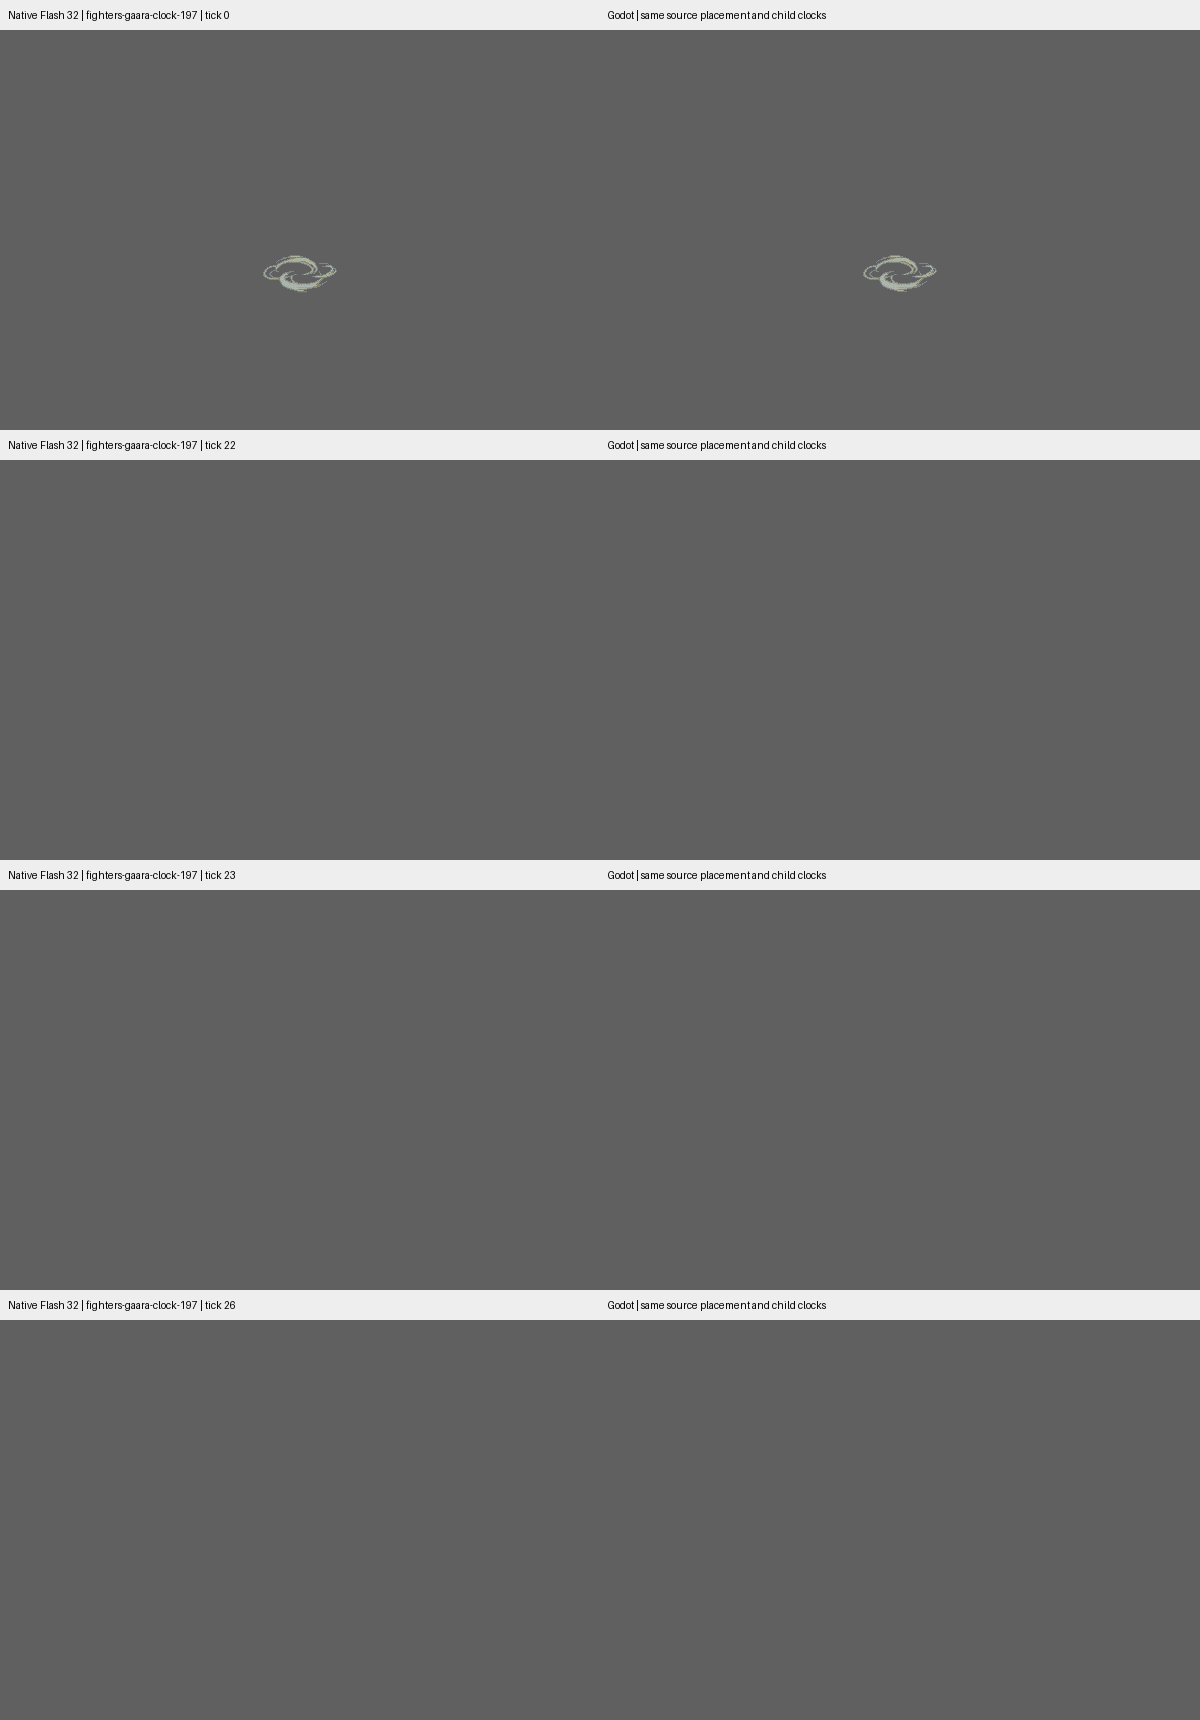 Native Flash 32 | fighters-gaara-clock-197 | tick 0
Godot | same source placement and child clocks
Native Flash 32 | fighters-gaara-clock-197 | tick 22
Godot | same source placement and child clocks
Native Flash 32 | fighters-gaara-clock-197 | tick 23
Godot | same source placement and child clocks
Native Flash 32 | fighters-gaara-clock-197 | tick 26
Godot | same source placement and child clocks